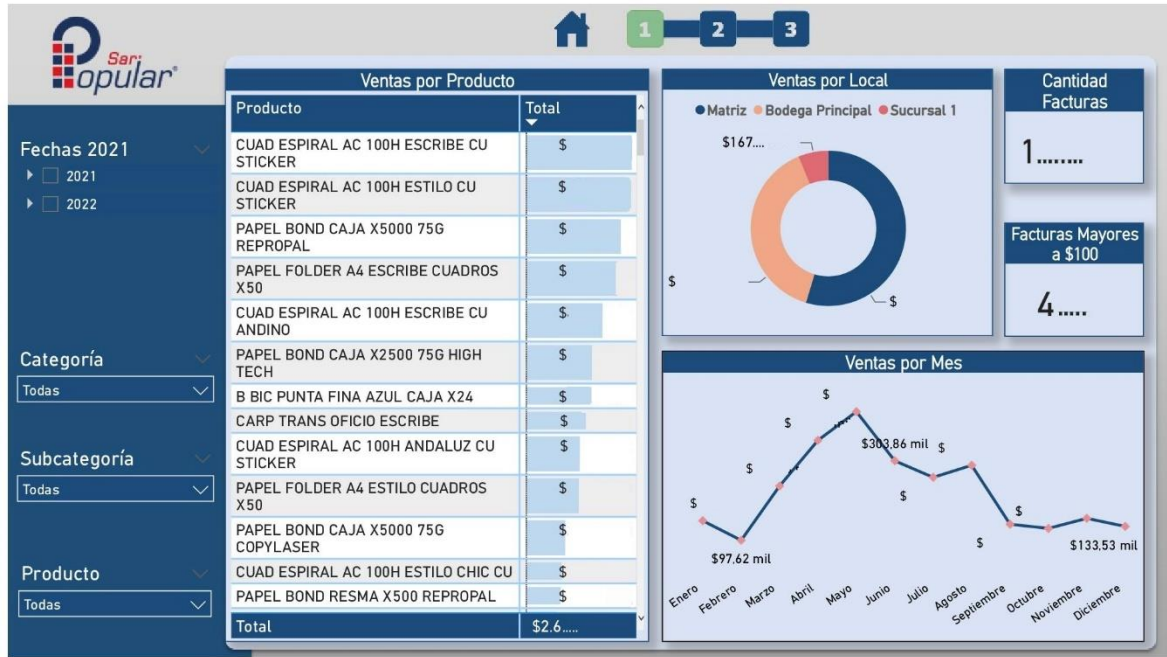 Sari
Popular®
1 2 3
Fechas 2021
2021
2022
Categoría
Todas
Subcategoría
Todas
Producto
Todas
Ventas por Producto
Producto Total
CUAD ESPIRAL AC 100H ESCRIBE CU $
STICKER
CUAD ESPIRAL AC 100H ESTILO CU $
STICKER
PAPEL BOND CAJA X5000 75G $
REPROPAL
PAPEL FOLDER A4 ESCRIBE CUADROS $
X50
CUAD ESPIRAL AC 100H ESCRIBE CU $.
ANDINO
PAPEL BOND CAJA X2500 75G HIGH $
TECH
B BIC PUNTA FINA AZUL CAJA X24 $
CARP TRANS OFICIO ESCRIBE $
CUAD ESPIRAL AC 100H ANDALUZ CU $
STICKER
PAPEL FOLDER A4 ESTILO CUADROS $
X50
PAPEL BOND CAJA X5000 75G $
COPYLASER
CUAD ESPIRAL AC 100H ESTILO CHIC CU $
PAPEL BOND RESMA X500 REPROPAL $
Total $2.6.....
Ventas por Local
Matriz Bodega Principal Sucursal 1
$167....
$
$
Cantidad
Facturas
1........
Facturas Mayores
a $100
4.....
Ventas por Mes
$
$
$303,86 mil $
$
$
$
$
$
$97.62 mil
$133,53 mil
Enero Febrero Marzo Abril Mayo Junio Julio Agosto Septiembre Octubre Noviembre Diciembre